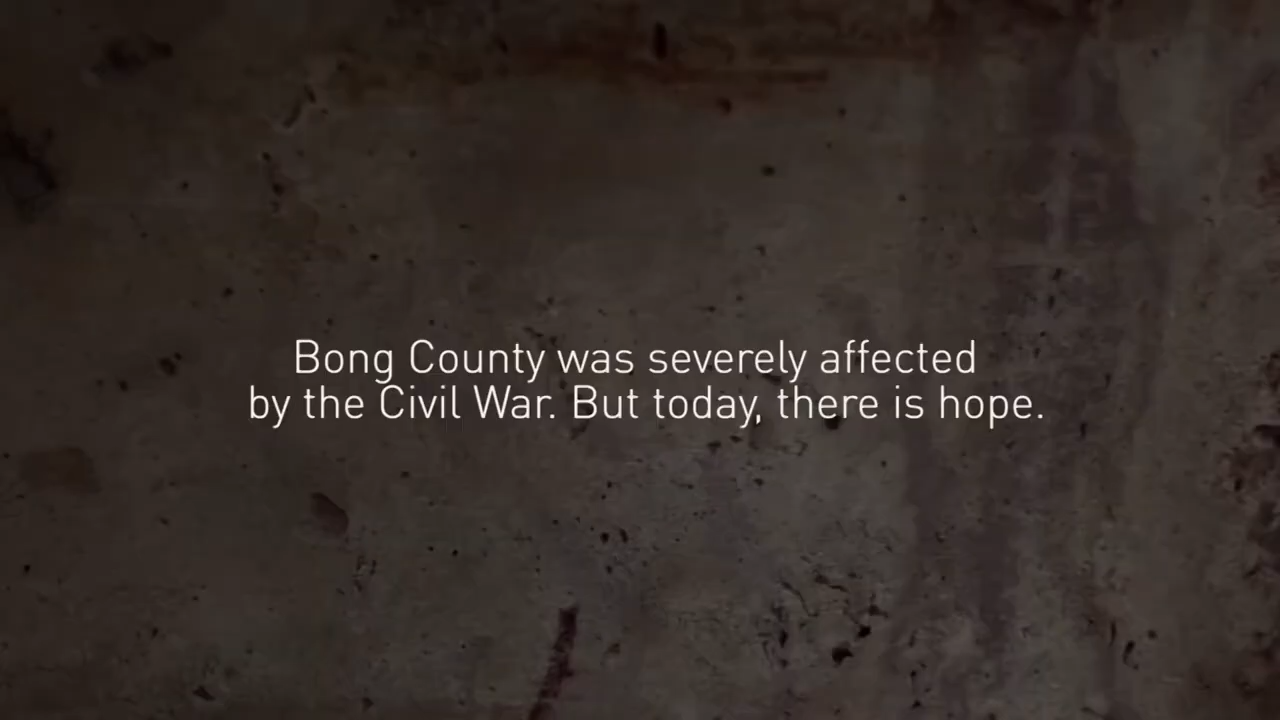 Bong County was severely affected
by the Civil War. But today, there is hope.